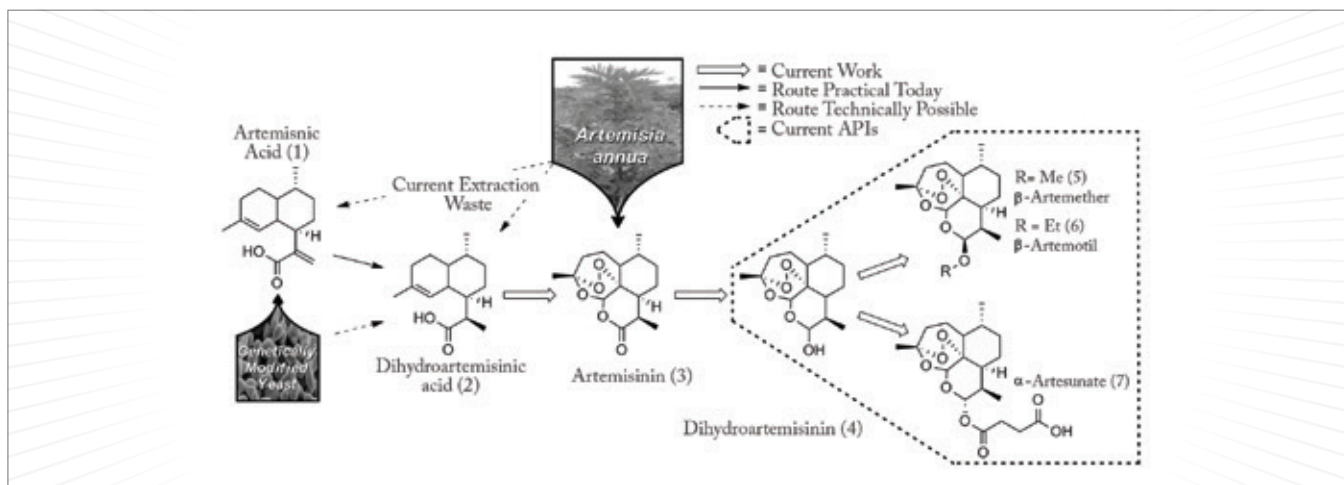 = Current Work
= Route Practical Today
= Route Technically Possible
= Current APIs
Artemisia
annua
Artemisnic
Acid (1)
Current Extraction
Waste
R= Me (5)
β-Artemether
R = Et (6)
β-Artemotil
H
HO
O
Genetically
Modified
Yeast
H
HO
O
Dihydroartemisinic
acid (2)
O
O
O
O
H
O
Artemisinin (3)
O
O
O
O
H
OH
Dihydroartemisinin (4)
O
O
O
O
H
O
R
O
O
O
O
H
α-Artesunate (7)
O
O
O
OH